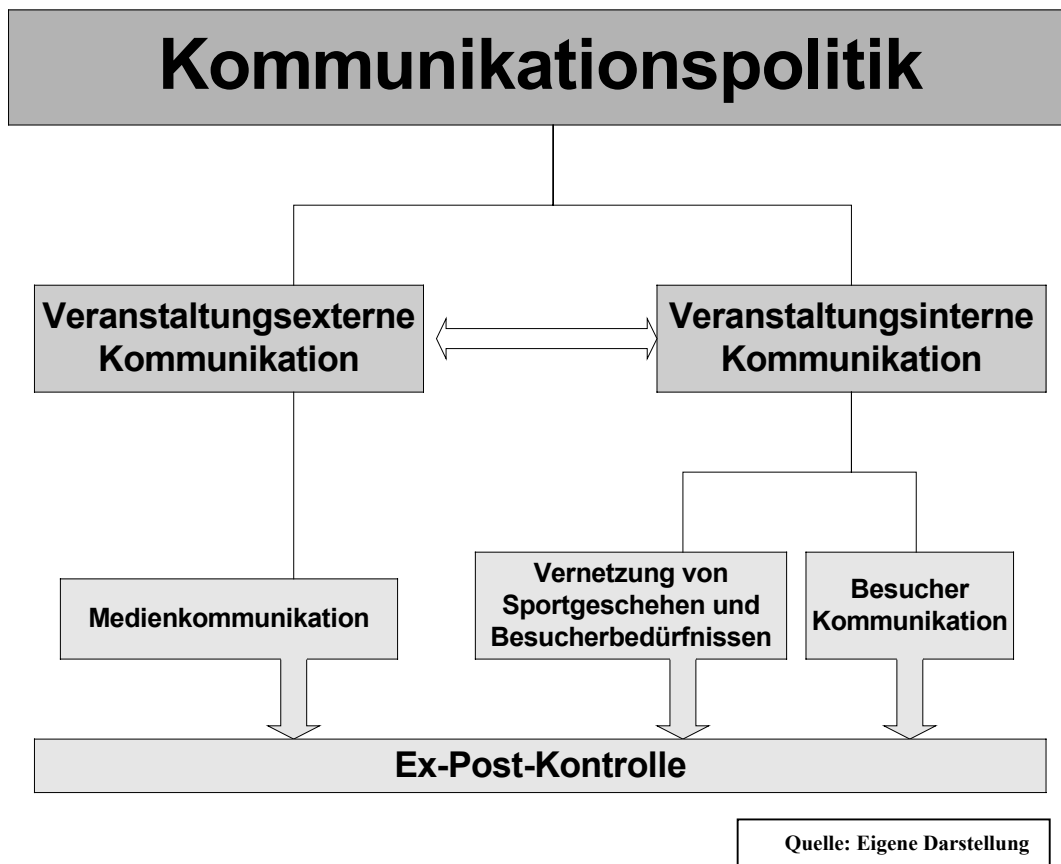 Kommunikationspolitik
Veranstaltungsexterne
Kommunikation
Veranstaltungsinterne
Kommunikation
Medienkommunikation
Vernetzung von
Sportgeschehen und
Besucherbedürfnissen
Besucher
Kommunikation
Ex-Post-Kontrolle
Quelle: Eigene Darstellung